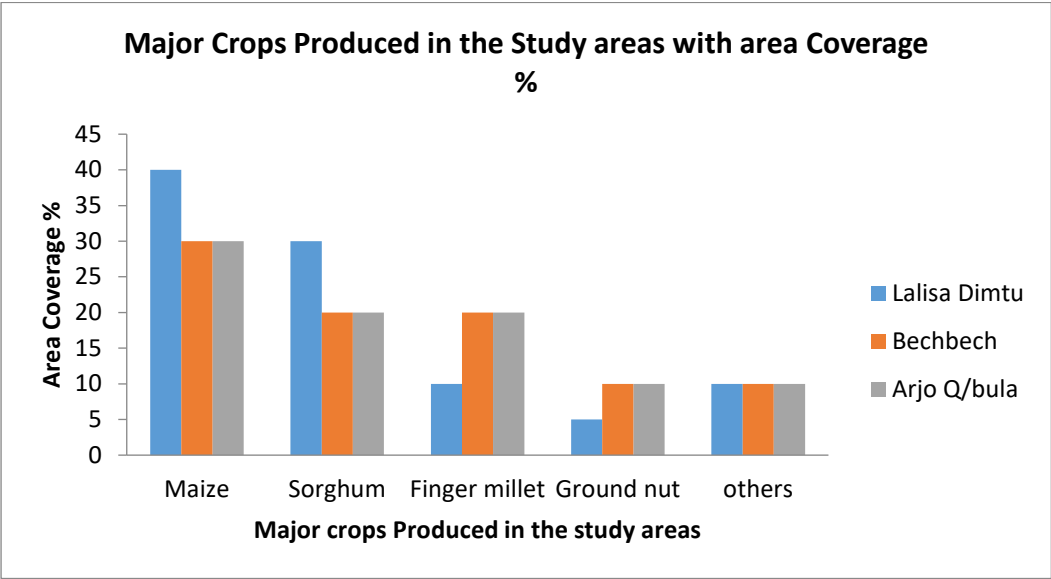 Major Crops Produced in the Study areas with area Coverage
%
45
40
35
30
25
20
15
10
5
0
Area Coverage %
Maize
Sorghum
Finger millet
Ground nut
others
Major crops Produced in the study areas
Lalisa Dimtu
Bechbech
Arjo Q/bula